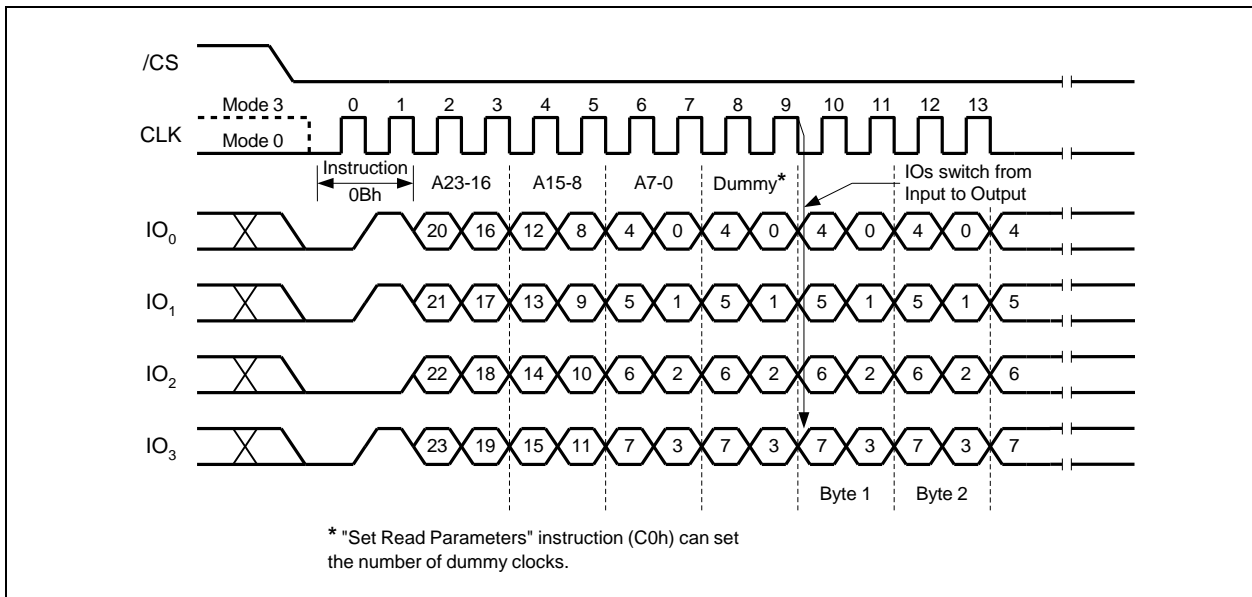 /CS
Mode 3 0 1 2 3 4 5 6 7 8 9 10 11 12 13
CLK Mode 0
Instruction
0Bh A23-16 A15-8 A7-0 Dummy* IOs switch from
Input to Output
IO0 20 16 12 8 4 0 4 0 4 0 4 0 4
IO1 21 17 13 9 5 1 5 1 5 1 5 1 5
IO2 22 18 14 10 6 2 6 2 6 2 6 2 6
IO3 23 19 15 11 7 3 7 3 7 3 7 3 7
Byte 1 Byte 2
* "Set Read Parameters" instruction (C0h) can set
the number of dummy clocks.